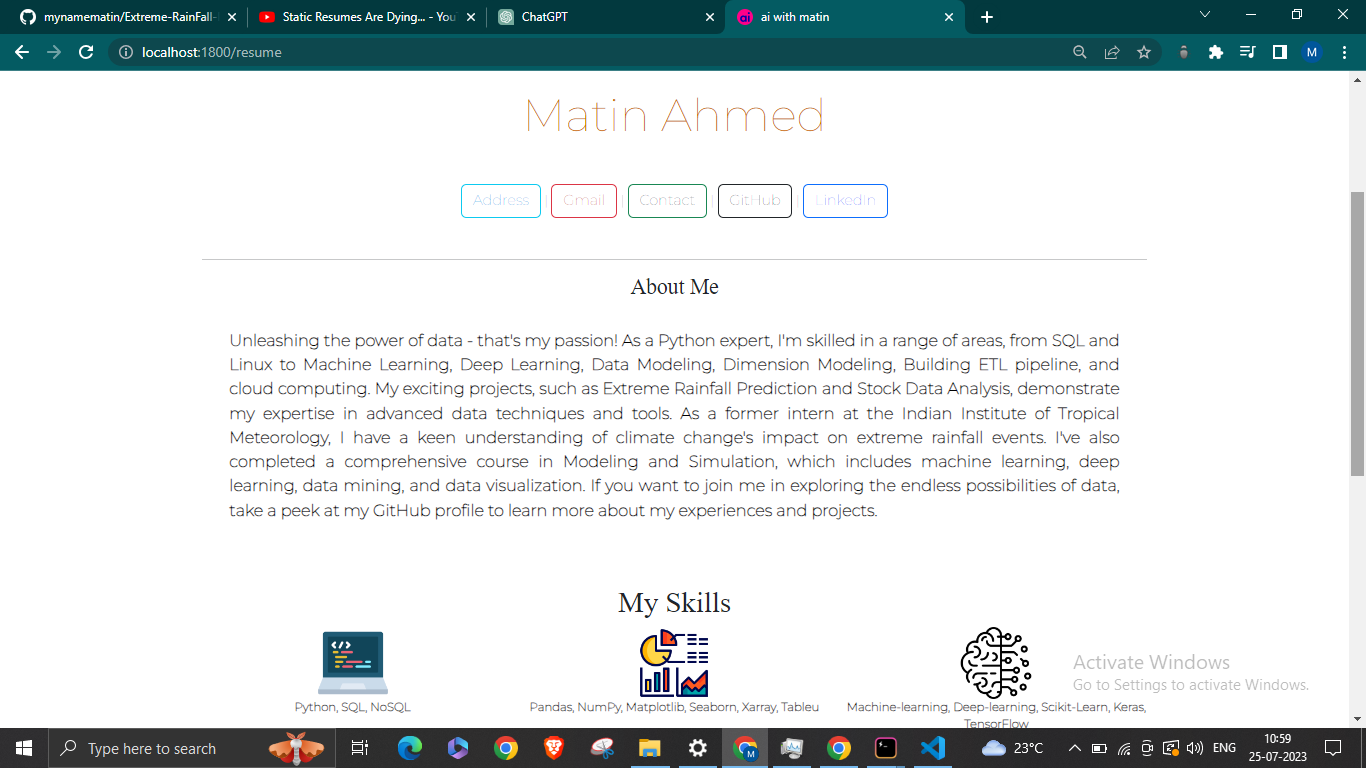 mynamematin/Extreme-RainFall-
Static Resumes Are Dying... - You
ChatGPT
ai with matin
localhost:1800/resume
M
Matin Ahmed
Address | Gmail | Contact | GitHub | LinkedIn
About Me
Unleashing the power of data - that's my passion! As a Python expert, I'm skilled in a range of areas, from SQL and
Linux to Machine Learning, Deep Learning, Data Modeling, Dimension Modeling, Building ETL pipeline, and
cloud computing. My exciting projects, such as Extreme Rainfall Prediction and Stock Data Analysis, demonstrate
my expertise in advanced data techniques and tools. As a former intern at the Indian Institute of Tropical
Meteorology, I have a keen understanding of climate change's impact on extreme rainfall events. I've also
completed a comprehensive course in Modeling and Simulation, which includes machine learning, deep
learning, data mining, and data visualization. If you want to join me in exploring the endless possibilities of data,
take a peek at my GitHub profile to learn more about my experiences and projects.
My Skills
Python, SQL, NoSQL
Pandas, NumPy, Matplotlib, Seaborn, Xarray, Tableu
Machine-learning, Deep-learning, Scikit-Learn, Keras,
TensorFlow
Activate Windows
Go to Settings to activate Windows.
Type here to search
23°C
ENG
10:59
25-07-2023